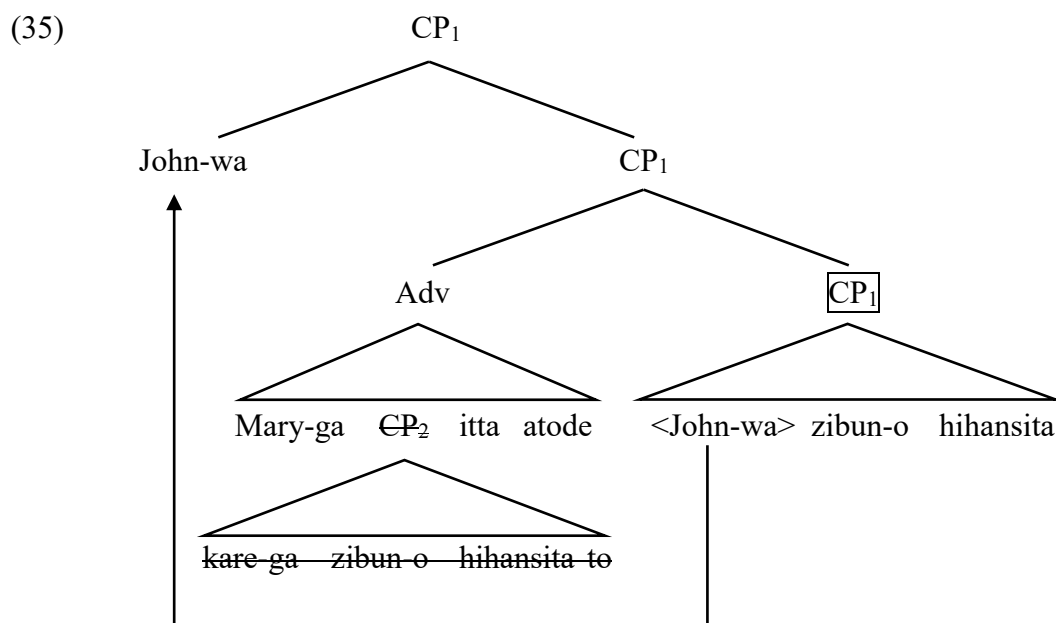 (35) CP₁
John-wa CP₁
Adv CP₁
Mary-ga ~~CP₂~~ itta atode <John-wa> zibun-o hihansita
~~kare-ga zibun-o hihansita to~~